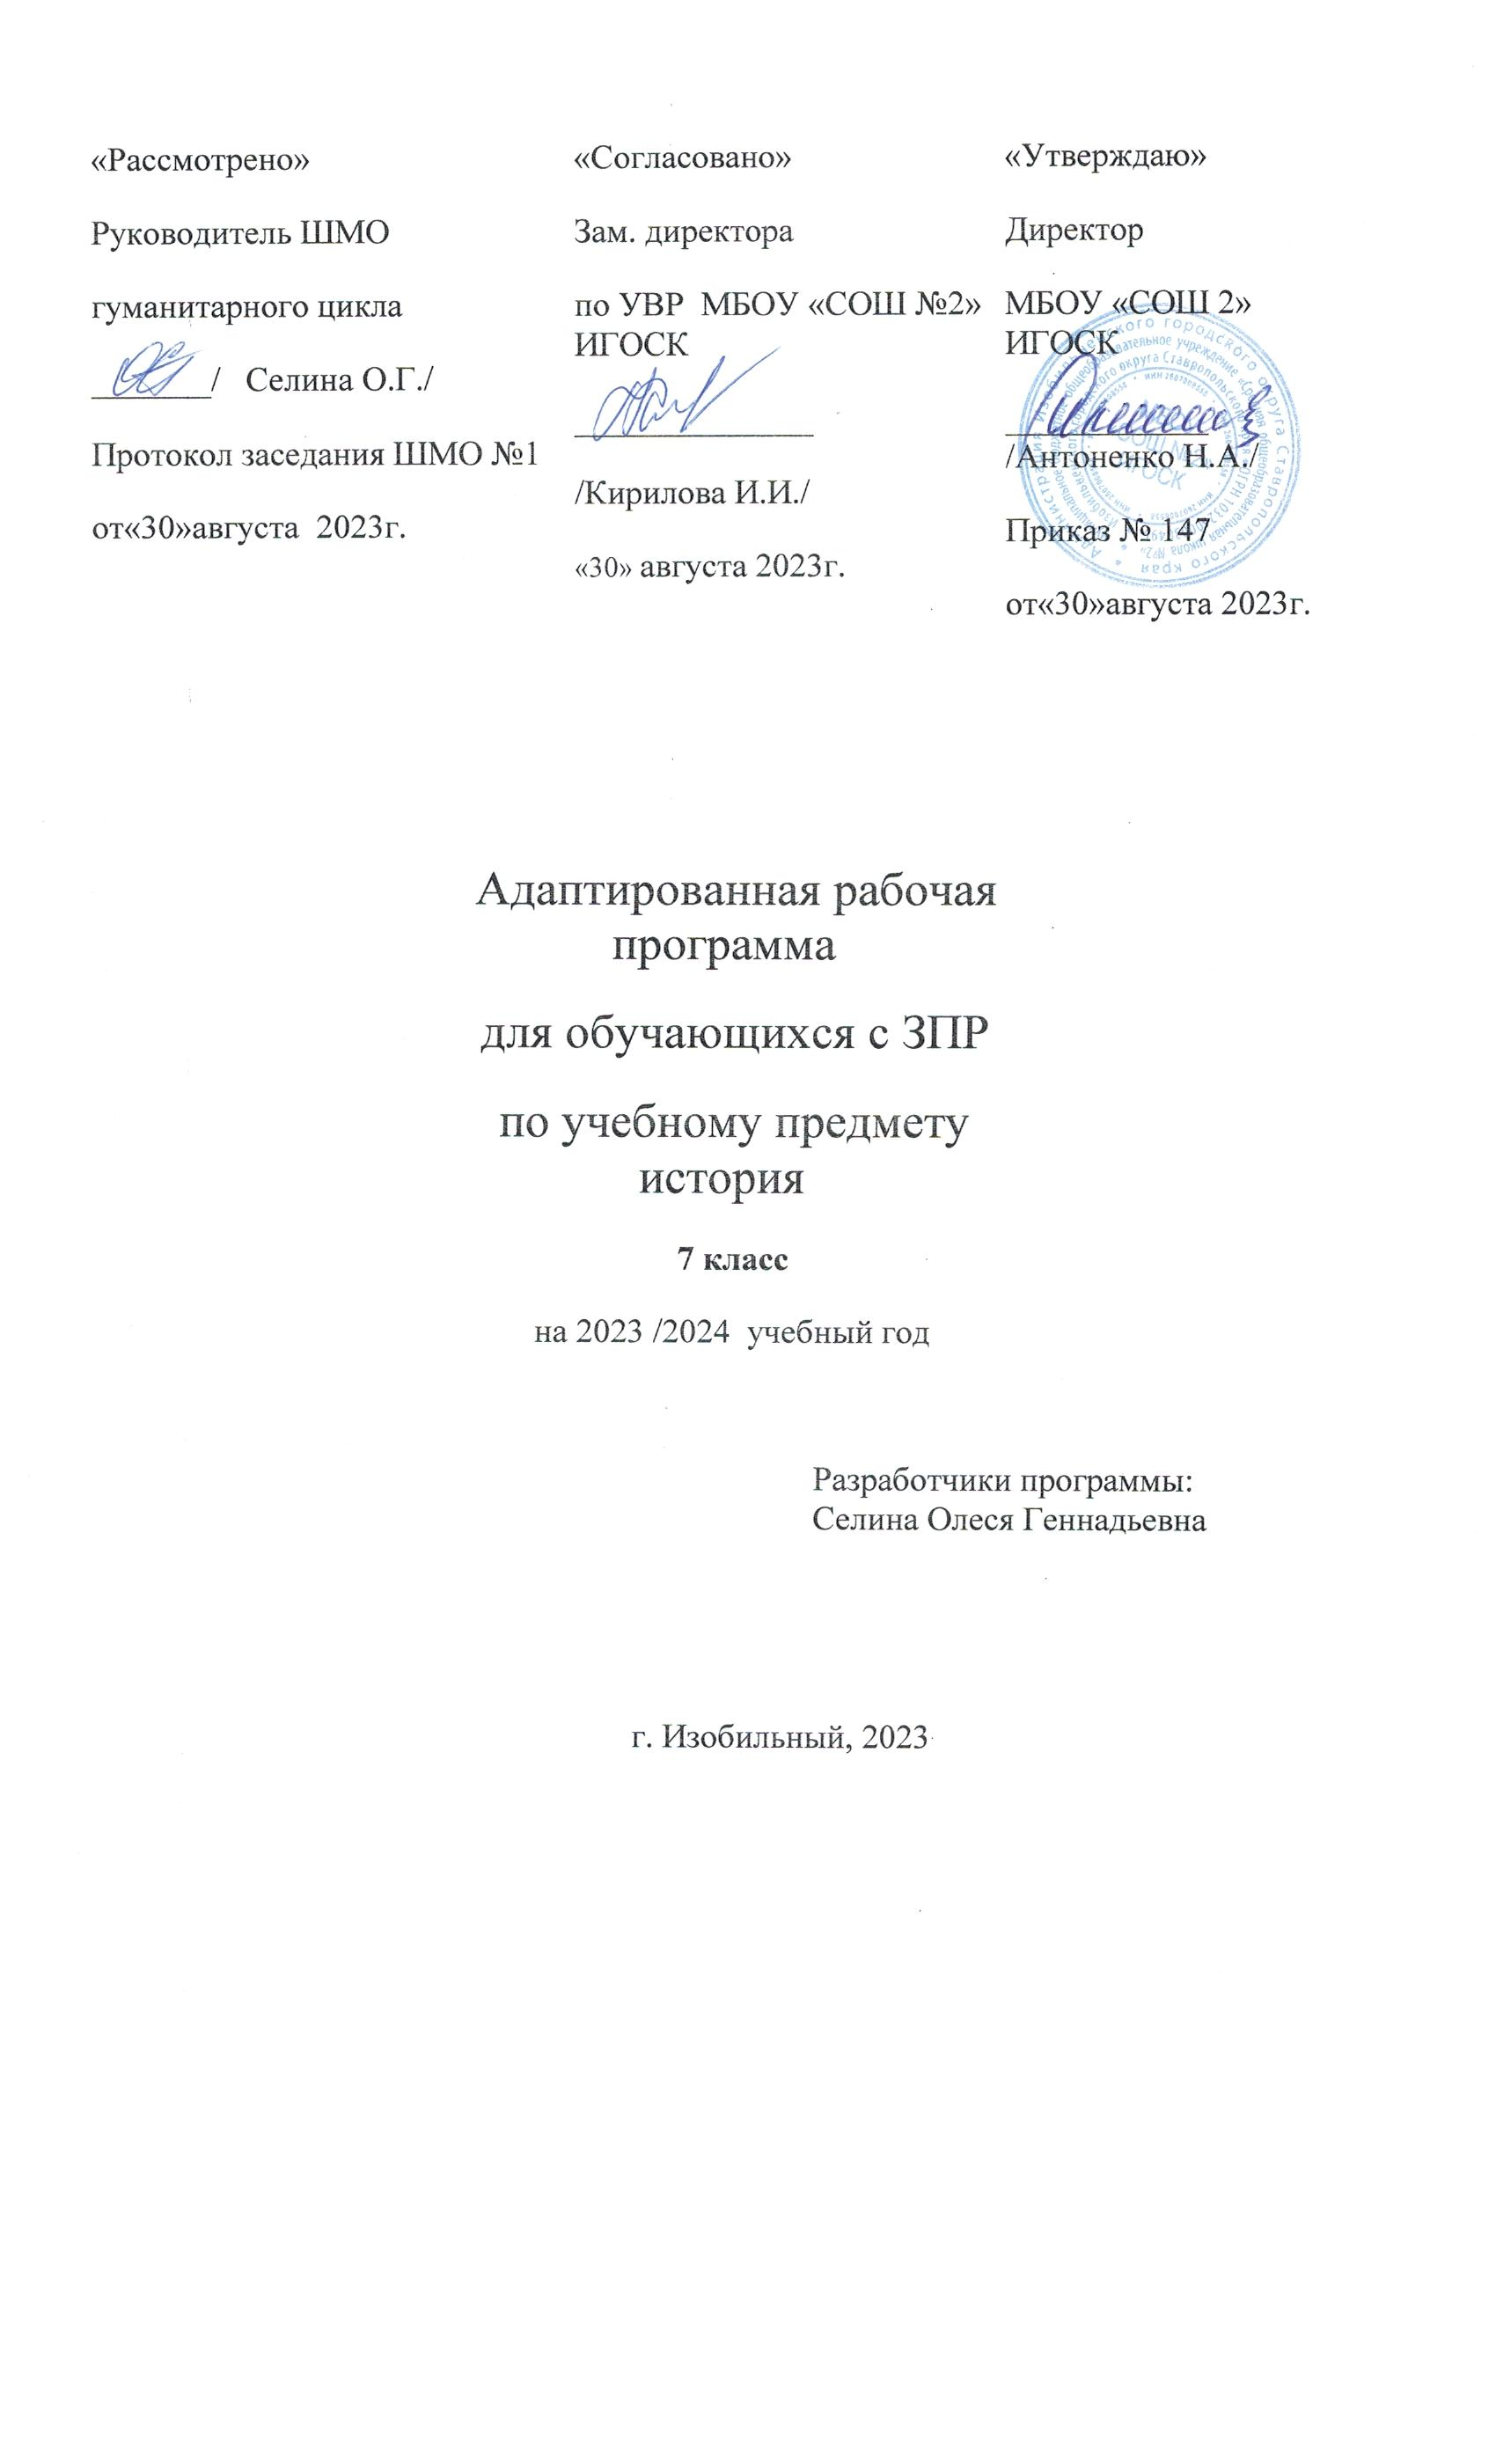 «Рассмотрено»
Руководитель ШМО
гуманитарного цикла
_______/ Селина О.Г./
Протокол заседания ШМО №1
от«30»августа 2023г.
«Согласовано»
Зам. директора
по УВР МБОУ «СОШ №2»
ИГОСК
______________
/Кирилова И.И./
«30» августа 2023г.
«Утверждаю»
Директор
МБОУ «СОШ 2»
ИГОСК
____________
/Антоненко Н.А./
Приказ № 147
от«30»августа 2023г.
Адаптированная рабочая
программа
для обучающихся с ЗПР
по учебному предмету
история
7 класс
на 2023 /2024 учебный год
Разработчики программы:
Селина Олеся Геннадьевна
г. Изобильный, 2023